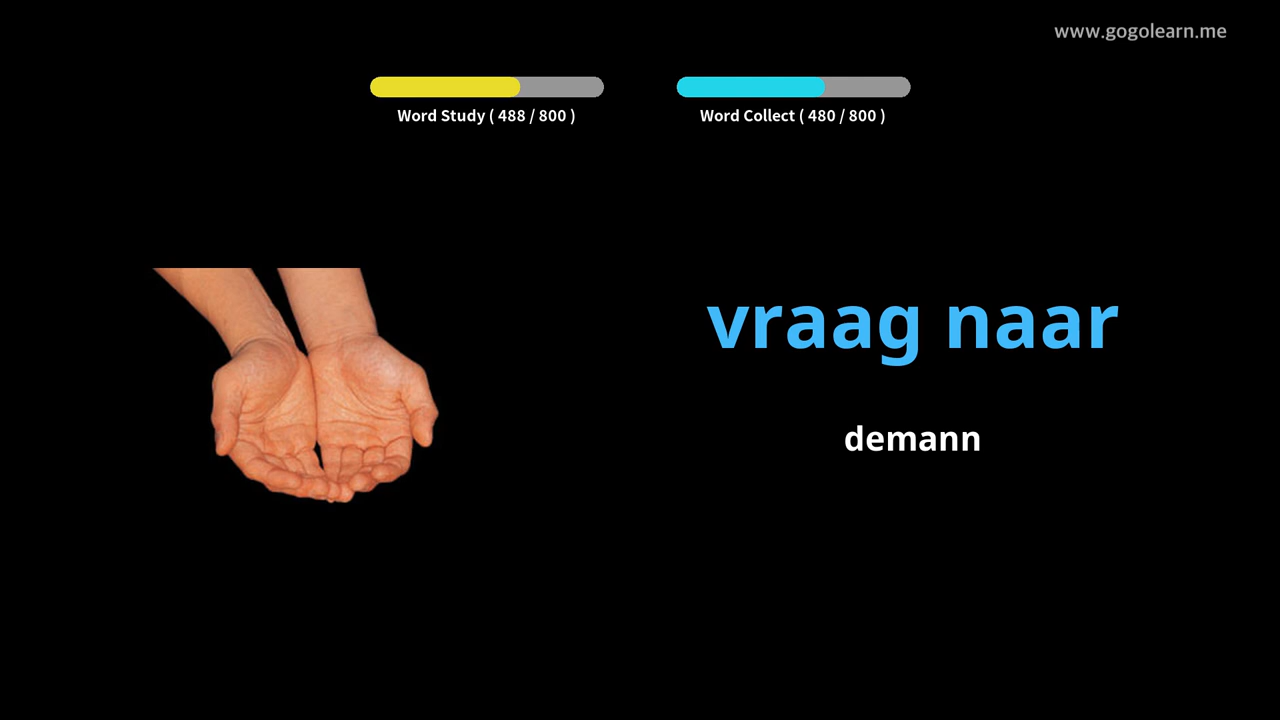 www.gogolearn.me
Word Study ( 488 / 800 )
Word Collect ( 480 / 800 )
vraag naar
demann